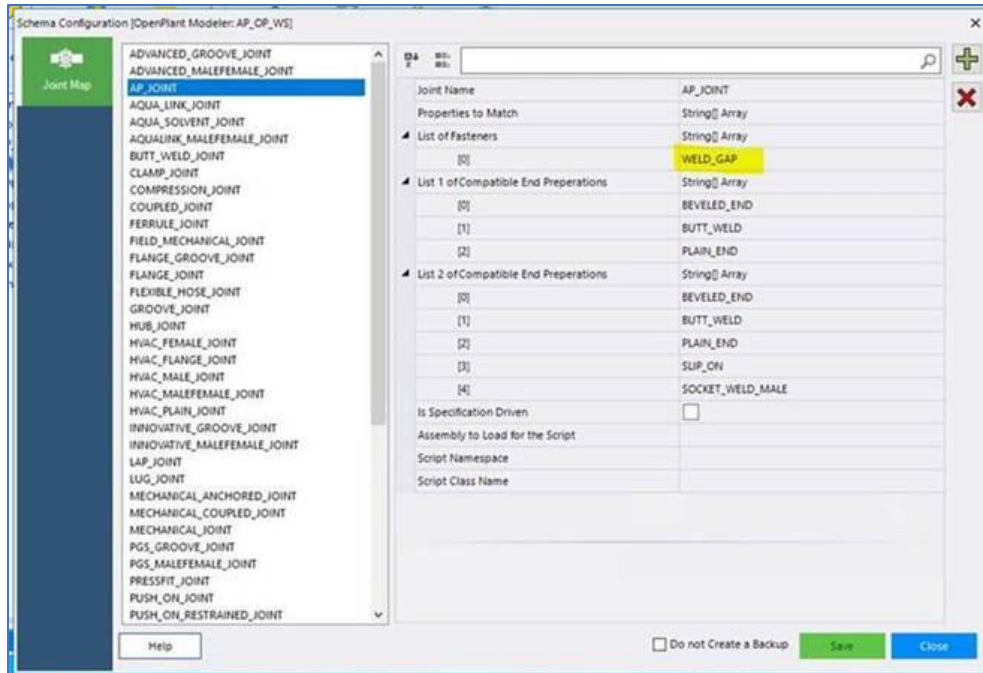 Schema Configuration [OpenPlant Modeler: AP_OP_WS]
Joint Map
ADVANCED_GROOVE_JOINT
ADVANCED_MALEFEMALE_JOINT
AP_JOINT
AQUA_LINK_JOINT
AQUA_SOLVENT_JOINT
AQUALINK_MALEFEMALE_JOINT
BUTT_WELD_JOINT
CLAMP_JOINT
COMPRESSION_JOINT
COUPLED_JOINT
FERRULE_JOINT
FIELD_MECHANICAL_JOINT
FLANGE_GROOVE_JOINT
FLANGE_JOINT
FLEXIBLE_HOSE_JOINT
GROOVE_JOINT
HUB_JOINT
HVAC_FEMALE_JOINT
HVAC_FLANGE_JOINT
HVAC_MALE_JOINT
HVAC_MALEFEMALE_JOINT
HVAC_PLAIN_JOINT
INNOVATIVE_GROOVE_JOINT
INNOVATIVE_MALEFEMALE_JOINT
LAP_JOINT
LUG_JOINT
MECHANICAL_ANCHORED_JOINT
MECHANICAL_COUPLED_JOINT
MECHANICAL_JOINT
PGS_GROOVE_JOINT
PGS_MALEFEMALE_JOINT
PRESSFIT_JOINT
PUSH_ON_JOINT
PUSH_ON_RESTRAINED_JOINT
Joint Name AP_JOINT
Properties to Match String[] Array
List of Fasteners String[] Array
[0] WELD_GAP
List 1 of Compatible End Preperations String[] Array
[0] BEVELED_END
[1] BUTT_WELD
[2] PLAIN_END
List 2 of Compatible End Preperations String[] Array
[0] BEVELED_END
[1] BUTT_WELD
[2] PLAIN_END
[3] SLIP_ON
[4] SOCKET_WELD_MALE
Is Specification Driven
Assembly to Load for the Script
Script Namespace
Script Class Name
Help
Do not Create a Backup
Save
Close